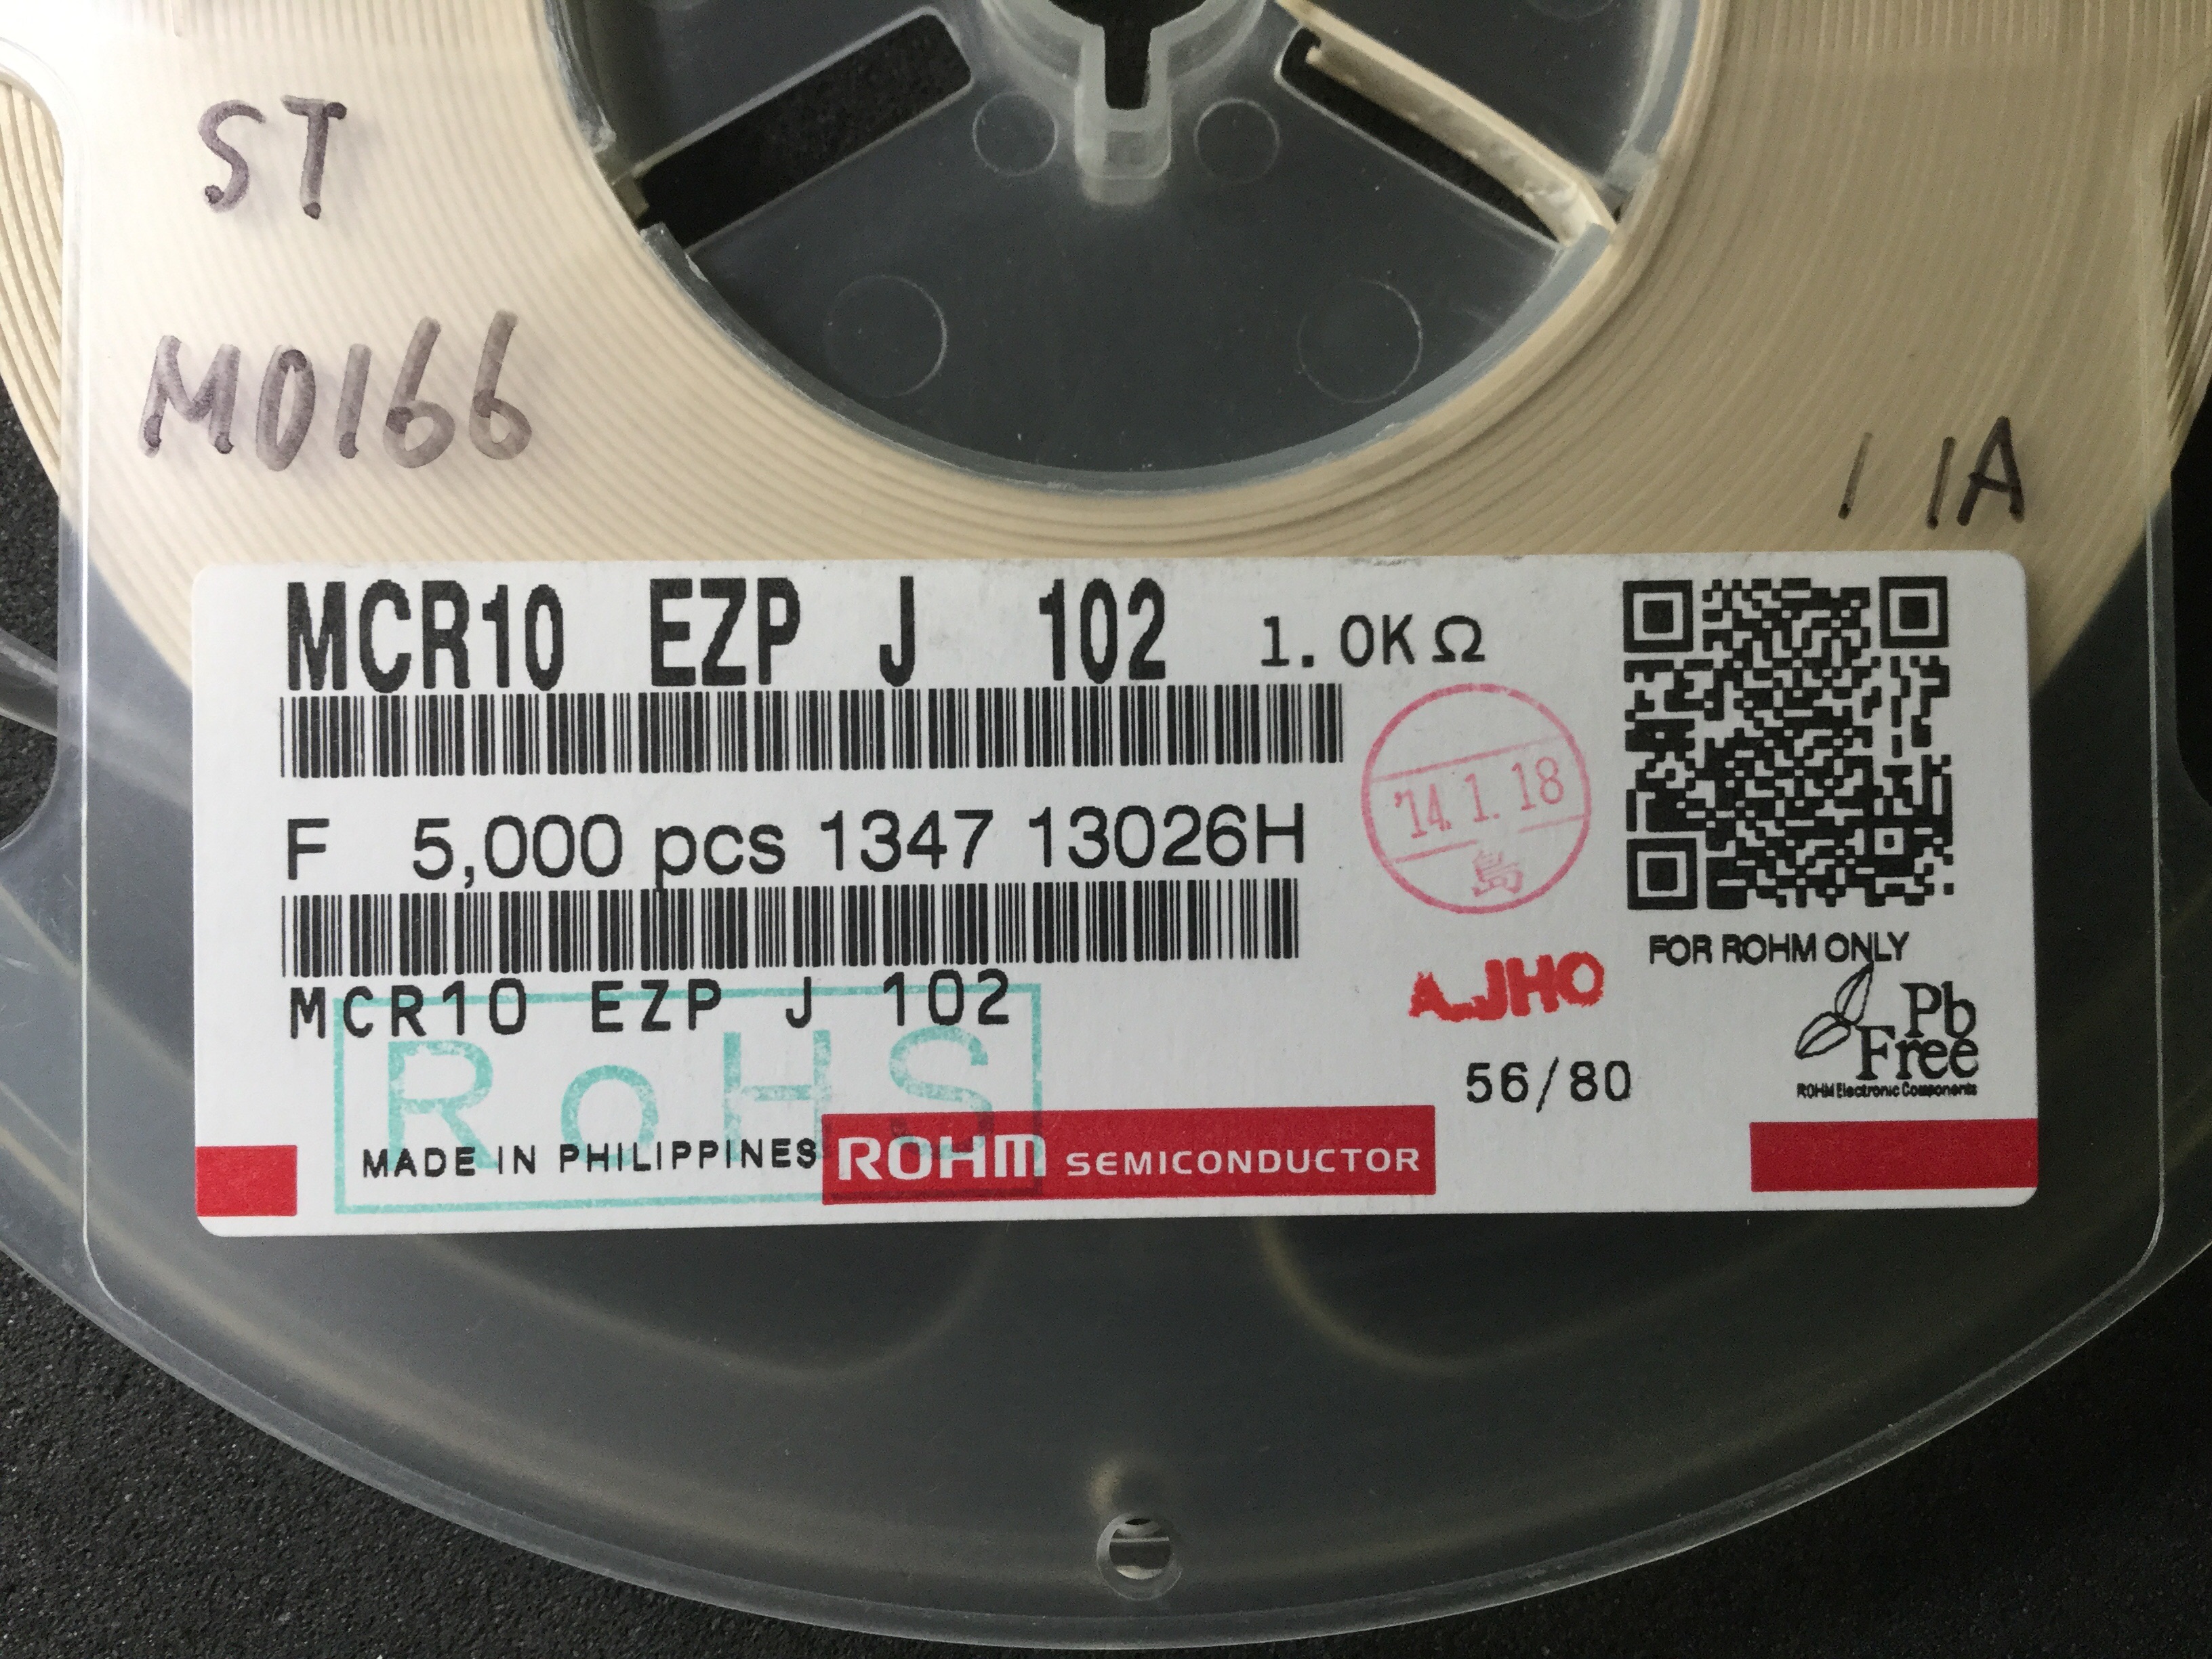 ST
M0166
11A
MCR10 EZP J 102 1.0KΩ
'14.1.18
島
F 5,000 pcs 1347 13026H
FOR ROHM ONLY
MCR10 EZP J 102
A_JHO
RoHS
56/80
Pb
Free
ROHM Electronic Components
MADE IN PHILIPPINES
ROHM SEMICONDUCTOR